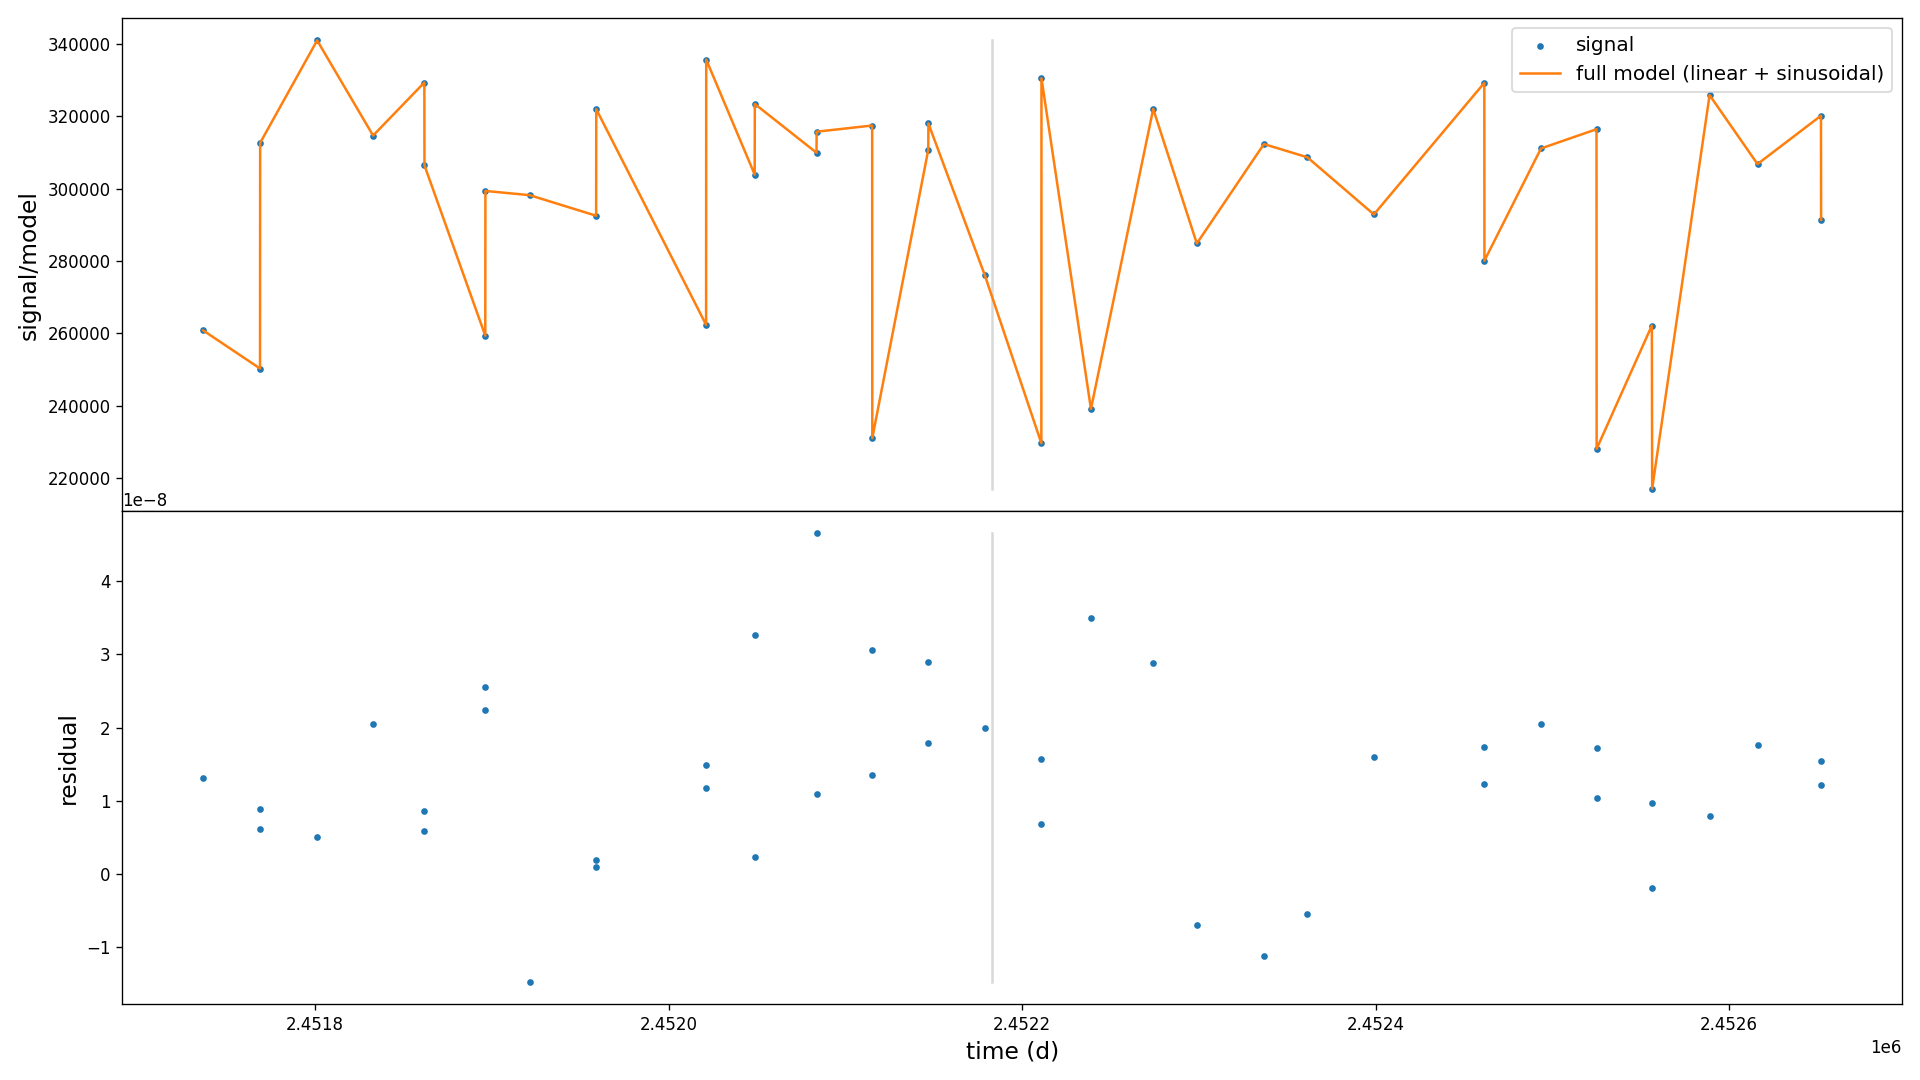 signal
full model (linear + sinusoidal)
340000
320000
300000
280000
260000
240000
220000
signal/model
1e−8
4
3
2
1
0
−1
residual
2.4518
2.4520
2.4522
2.4524
2.4526
time (d)
1e6